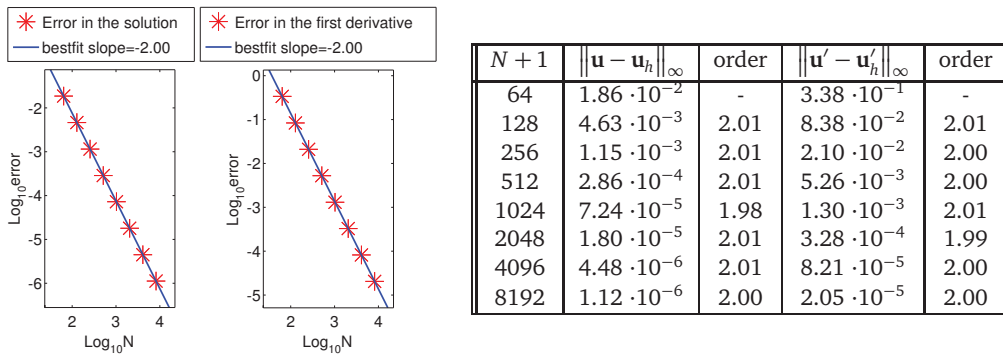 Error in the solution
bestfit slope=-2.00
Error in the first derivative
bestfit slope=-2.00
-2
-3
-4
-5
-6
2
3
4
Log10error
Log10N
0
-1
-2
-3
-4
-5
2
3
4
Log10error
Log10N
N + 1 ‖u − u_h‖∞ order ‖u′ − u′_h‖∞ order
64 1.86 ·10⁻² - 3.38 ·10⁻¹ -
128 4.63 ·10⁻³ 2.01 8.38 ·10⁻² 2.01
256 1.15 ·10⁻³ 2.01 2.10 ·10⁻² 2.00
512 2.86 ·10⁻⁴ 2.01 5.26 ·10⁻³ 2.00
1024 7.24 ·10⁻⁵ 1.98 1.30 ·10⁻³ 2.01
2048 1.80 ·10⁻⁵ 2.01 3.28 ·10⁻⁴ 1.99
4096 4.48 ·10⁻⁶ 2.01 8.21 ·10⁻⁵ 2.00
8192 1.12 ·10⁻⁶ 2.00 2.05 ·10⁻⁵ 2.00